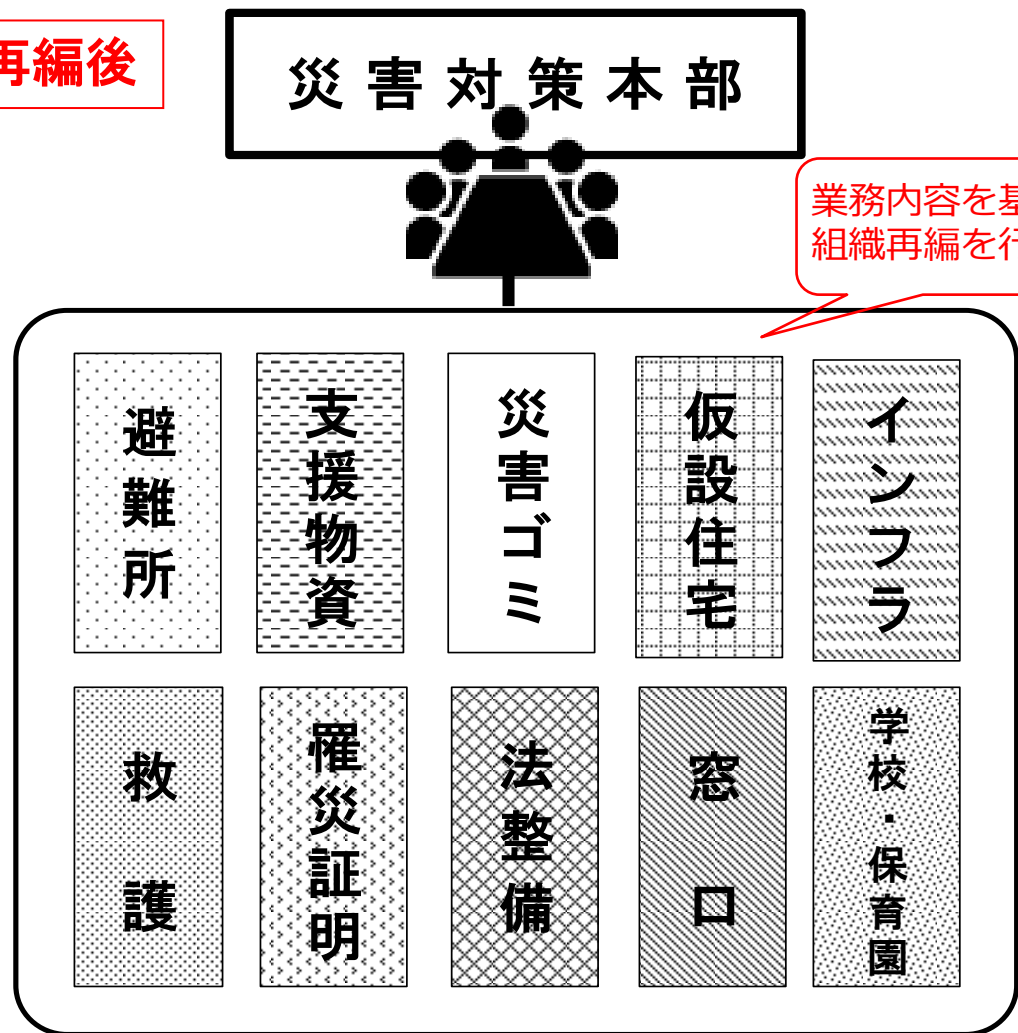 再編後
災害対策本部
業務内容を基
組織再編を行
避難所
支援物資
災害ゴミ
仮設住宅
インフラ
救護
罹災証明
法整備
窓口
学校・保育園